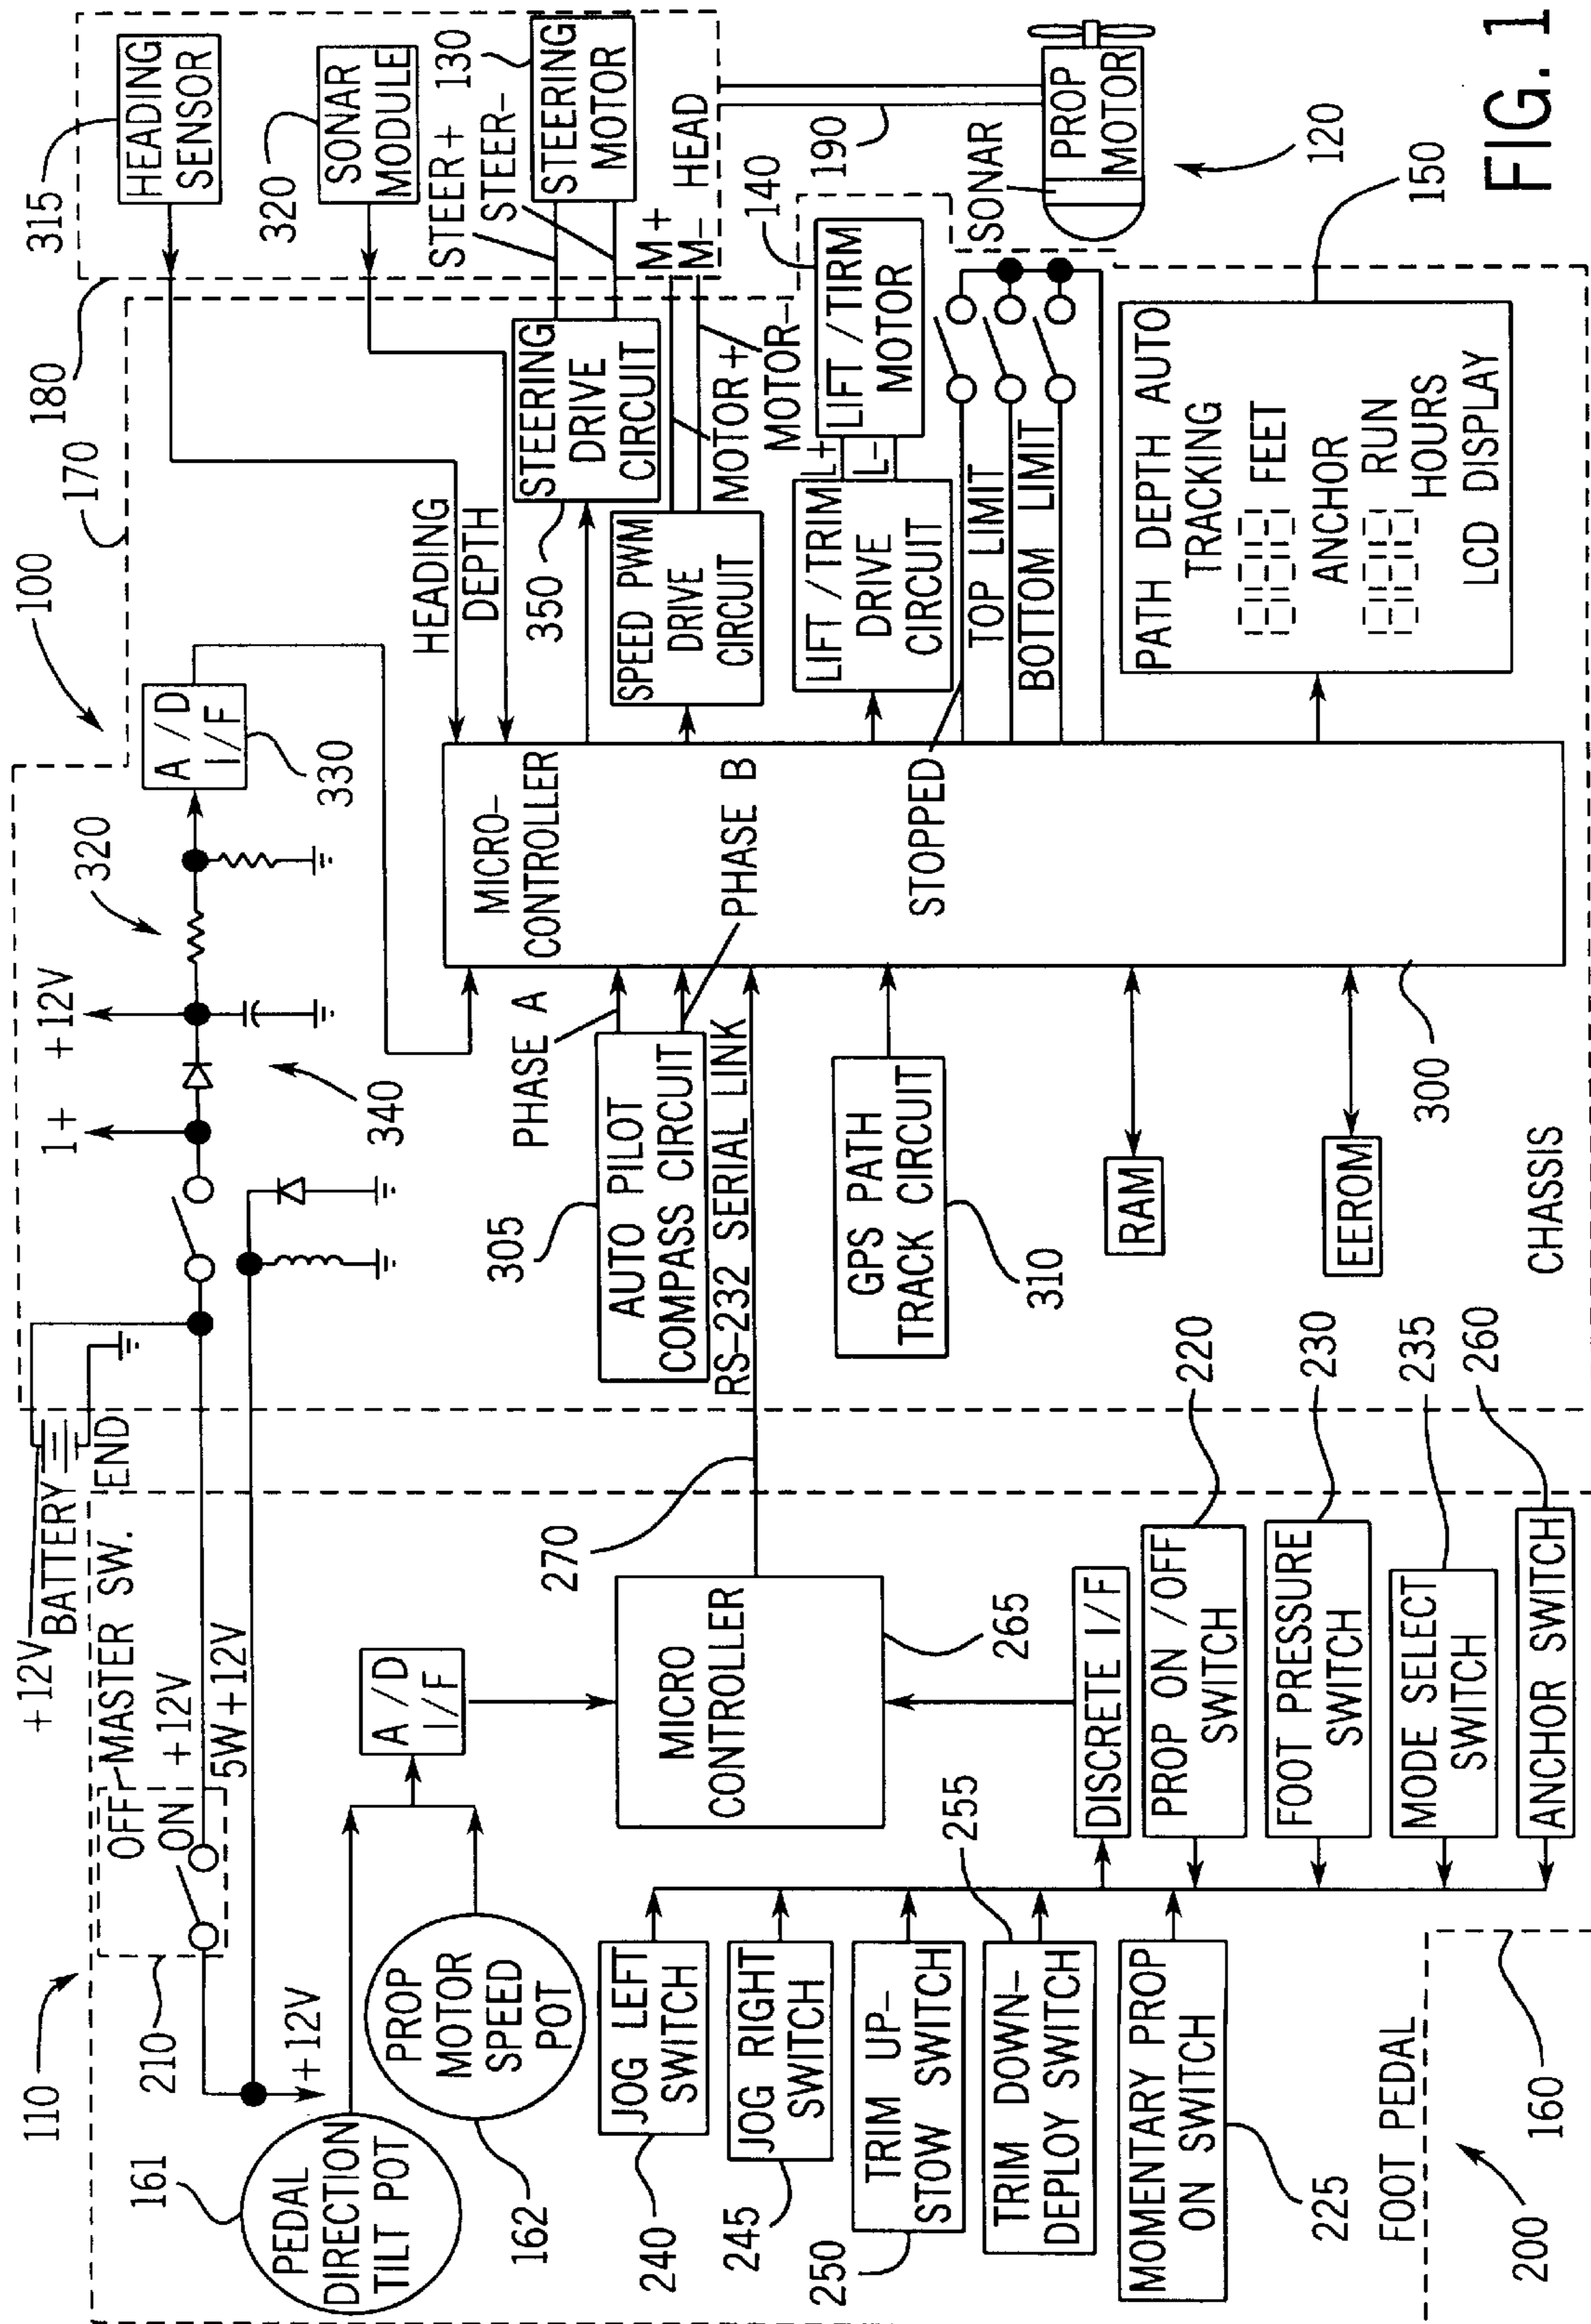 110
210
161
PEDAL
DIRECTION
TILT POT
+12V
OFF
ON
MASTER SW.
+12V
5W+12V
+12V
BATTERY
END
PROP
MOTOR
SPEED
POT
162
A/D
I/F
JOG LEFT
SWITCH
240
JOG RIGHT
SWITCH
245
TRIM UP-
STOW SWITCH
250
TRIM DOWN-
DEPLOY SWITCH
255
MOMENTARY PROP
ON SWITCH
225
MICRO
CONTROLLER
265
270
DISCRETE I/F
PROP ON/OFF
SWITCH
220
FOOT PRESSURE
SWITCH
230
MODE SELECT
SWITCH
235
ANCHOR SWITCH
260
FOOT PEDAL
160
200
1+
+12V
340
320
A/D
I/F
330
100
170
180
PHASE A
AUTO PILOT
COMPASS CIRCUIT
305
PHASE B
RS-232 SERIAL LINK
GPS PATH
TRACK CIRCUIT
310
RAM
EEROM
300
CHASSIS
MICRO-
CONTROLLER
HEADING
DEPTH
315
HEADING
SENSOR
320
SONAR
MODULE
STEER+
STEER-
130
STEERING
MOTOR
STEERING
DRIVE
CIRCUIT
350
M+
M-
HEAD
SPEED PWM
DRIVE
CIRCUIT
MOTOR+
MOTOR-
LIFT/TRIM
DRIVE
CIRCUIT
L+
L-
LIFT/TIRM
MOTOR
140
190
SONAR
PROP
MOTOR
120
STOPPED
TOP LIMIT
BOTTOM LIMIT
PATH DEPTH AUTO
TRACKING
FEET
ANCHOR
RUN
HOURS
LCD DISPLAY
150
FIG. 1